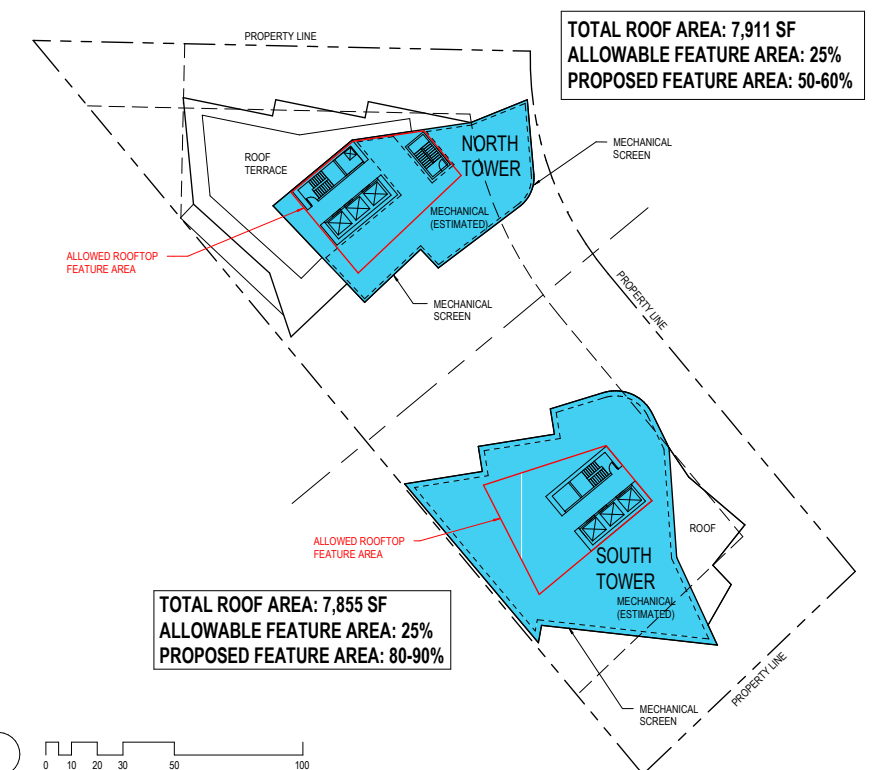 TOTAL ROOF AREA: 7,911 SF
ALLOWABLE FEATURE AREA: 25%
PROPOSED FEATURE AREA: 50-60%
PROPERTY LINE
NORTH
TOWER
MECHANICAL
SCREEN
ROOF
TERRACE
MECHANICAL
(ESTIMATED)
ALLOWED ROOFTOP
FEATURE AREA
MECHANICAL
SCREEN
PROPERTY LINE
ALLOWED ROOFTOP
FEATURE AREA
ROOF
SOUTH
TOWER
MECHANICAL
(ESTIMATED)
TOTAL ROOF AREA: 7,855 SF
ALLOWABLE FEATURE AREA: 25%
PROPOSED FEATURE AREA: 80-90%
PROPERTY LINE
MECHANICAL
SCREEN
0 10 20 30 50 100